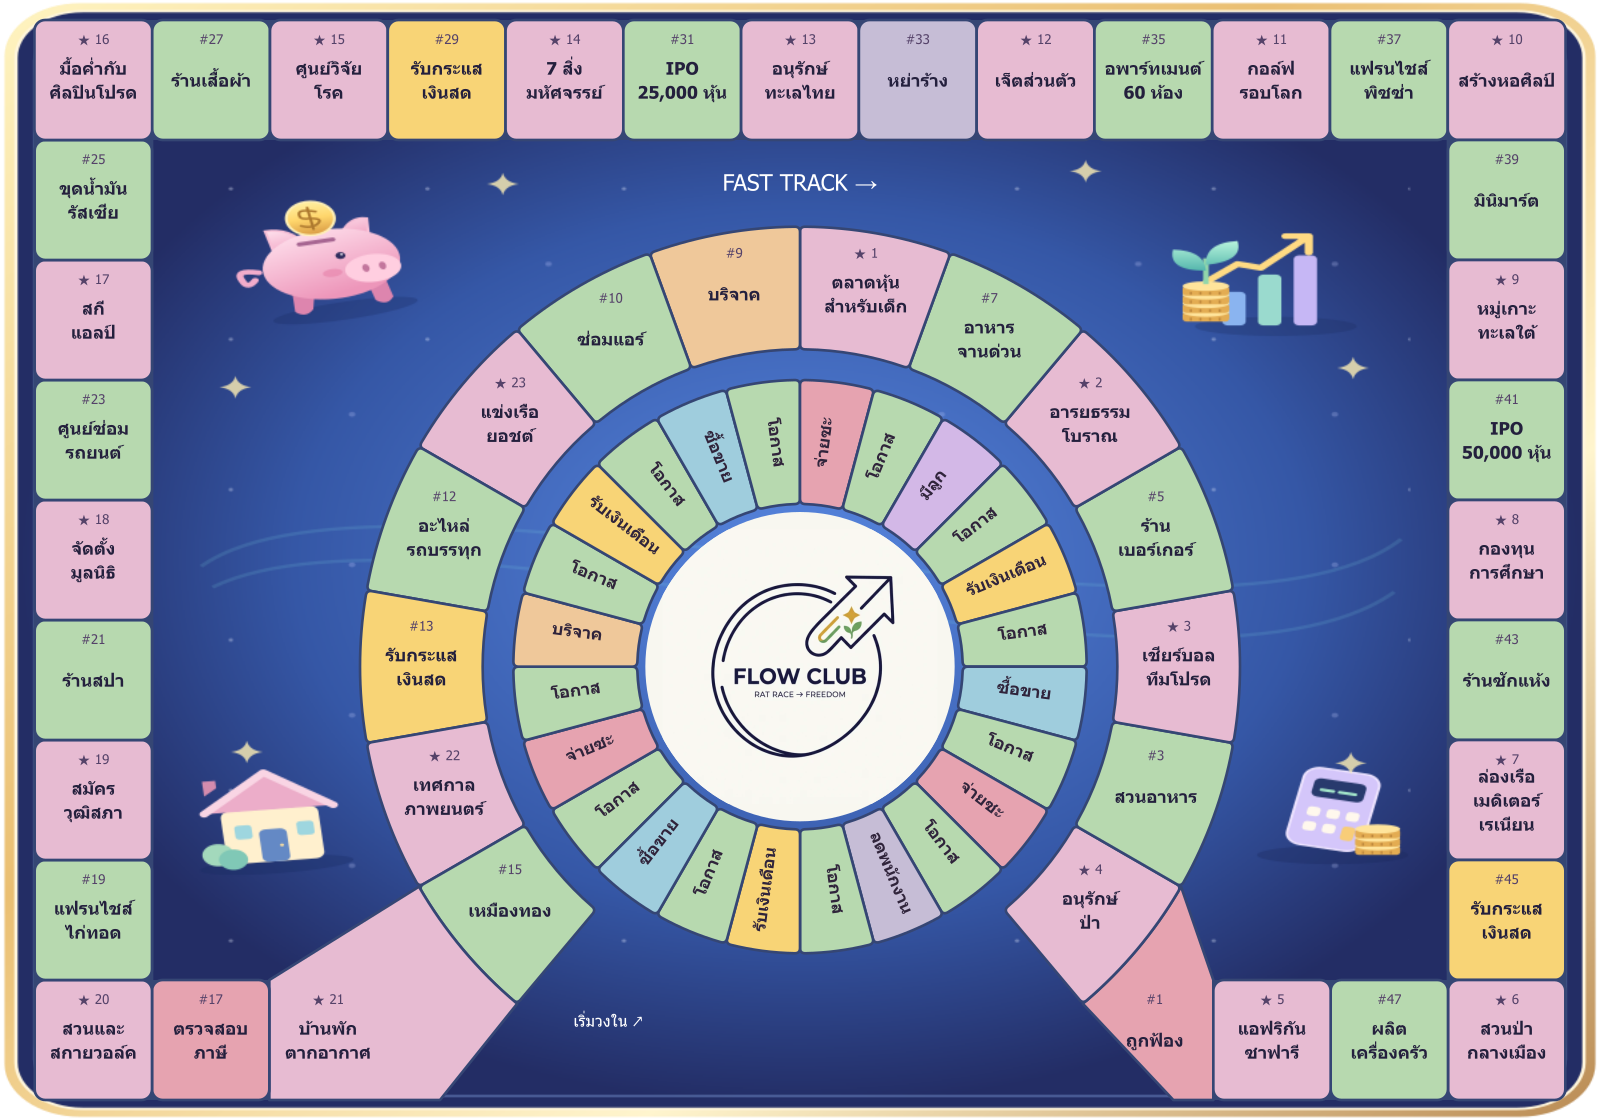 ★ 16
มื้อค่ำกับ
ศิลปินโปรด
#27
ร้านเสื้อผ้า
★ 15
ศูนย์วิจัย
โรค
#29
รับกระแส
เงินสด
★ 14
7 สิ่ง
มหัศจรรย์
#31
IPO
25,000 หุ้น
★ 13
อนุรักษ์
ทะเลไทย
#33
หย่าร้าง
★ 12
เจ็ตส่วนตัว
#35
อพาร์ทเมนต์
60 ห้อง
★ 11
กอล์ฟ
รอบโลก
#37
แฟรนไชส์
พิซซ่า
★ 10
สร้างหอศิลป์
#25
ขุดน้ำมัน
รัสเซีย
★ 17
สกี
แอลป์
#23
ศูนย์ซ่อม
รถยนต์
★ 18
จัดตั้ง
มูลนิธิ
#21
ร้านสปา
★ 19
สมัคร
วุฒิสภา
#19
แฟรนไชส์
ไก่ทอด
★ 20
สวนและ
สกายวอล์ค
#17
ตรวจสอบ
ภาษี
★ 21
บ้านพัก
ตากอากาศ
FAST TRACK →
#9
บริจาค
★ 1
ตลาดหุ้น
สำหรับเด็ก
#10
ซ่อมแอร์
#7
อาหาร
จานด่วน
★ 23
แข่งเรือ
ยอชต์
★ 2
อารยธรรม
โบราณ
#12
อะไหล่
รถบรรทุก
#5
ร้าน
เบอร์เกอร์
#13
รับกระแส
เงินสด
★ 3
เชียร์บอล
ทีมโปรด
★ 22
เทศกาล
ภาพยนตร์
#3
สวนอาหาร
#15
เหมืองทอง
★ 4
อนุรักษ์
ป่า
#1
ถูกฟ้อง
จ่ายซะ
โอกาส
มีลูก
โอกาส
รับเงินเดือน
โอกาส
ซื้อขาย
โอกาส
จ่ายซะ
โอกาส
ลดพนักงาน
โอกาส
รับเงินเดือน
โอกาส
ซื้อขาย
โอกาส
จ่ายซะ
โอกาส
บริจาค
โอกาส
รับเงินเดือน
โอกาส
ซื้อขาย
โอกาส
FLOW CLUB
RAT RACE → FREEDOM
เริ่มวงใน ↗
#39
มินิมาร์ต
★ 9
หมู่เกาะ
ทะเลใต้
#41
IPO
50,000 หุ้น
★ 8
กองทุน
การศึกษา
#43
ร้านซักแห้ง
★ 7
ล่องเรือ
เมดิเตอร์
เรเนียน
#45
รับกระแส
เงินสด
★ 5
แอฟริกัน
ซาฟารี
#47
ผลิต
เครื่องครัว
★ 6
สวนป่า
กลางเมือง